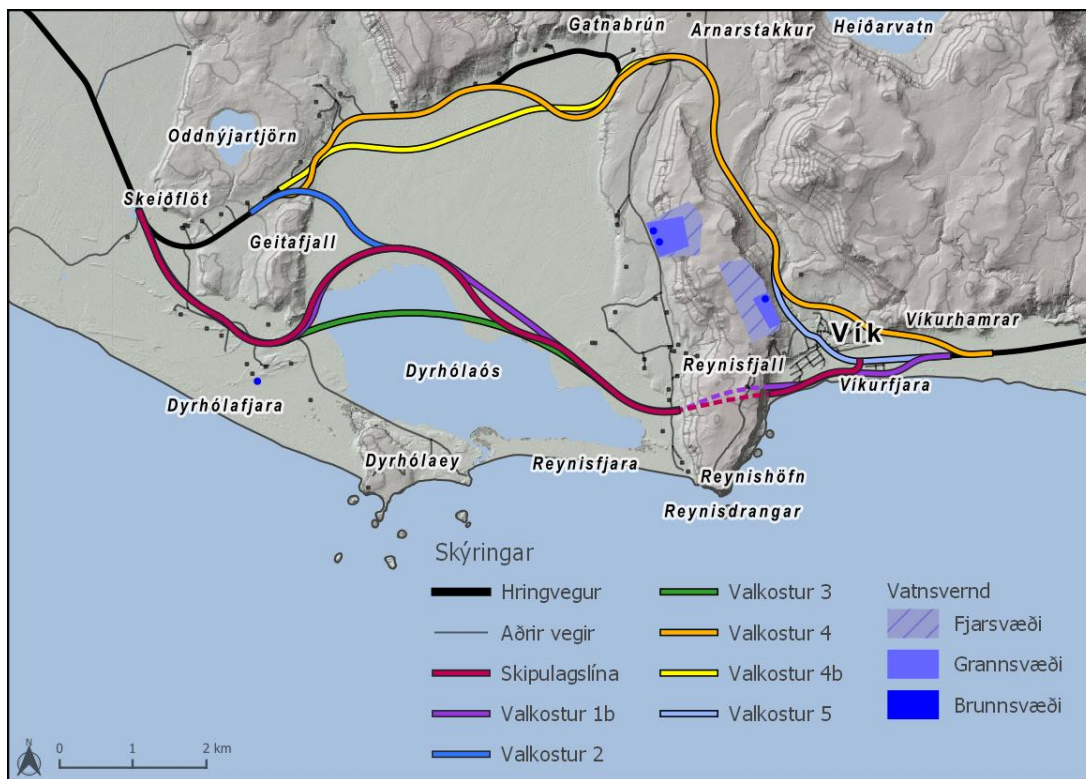 Gatnabrún
Arnarstakkur
Heiðarvatn
Oddnýjartjörn
Skeiðflöt
Geitafjall
Vík
Víkurhamrar
Reynisfjall
Víkurfjara
Dyrhólaós
Dyrhólafjara
Dyrhólaey
Reynisfjara
Reynishöfn
Reynisdrangar
Skýringar
Hringvegur
Aðrir vegir
Skipulagslína
Valkostur 1b
Valkostur 2
Valkostur 3
Valkostur 4
Valkostur 4b
Valkostur 5
Vatnsvernd
Fjarsvæði
Grannsvæði
Brunnsvæði
N
0 1 2 km